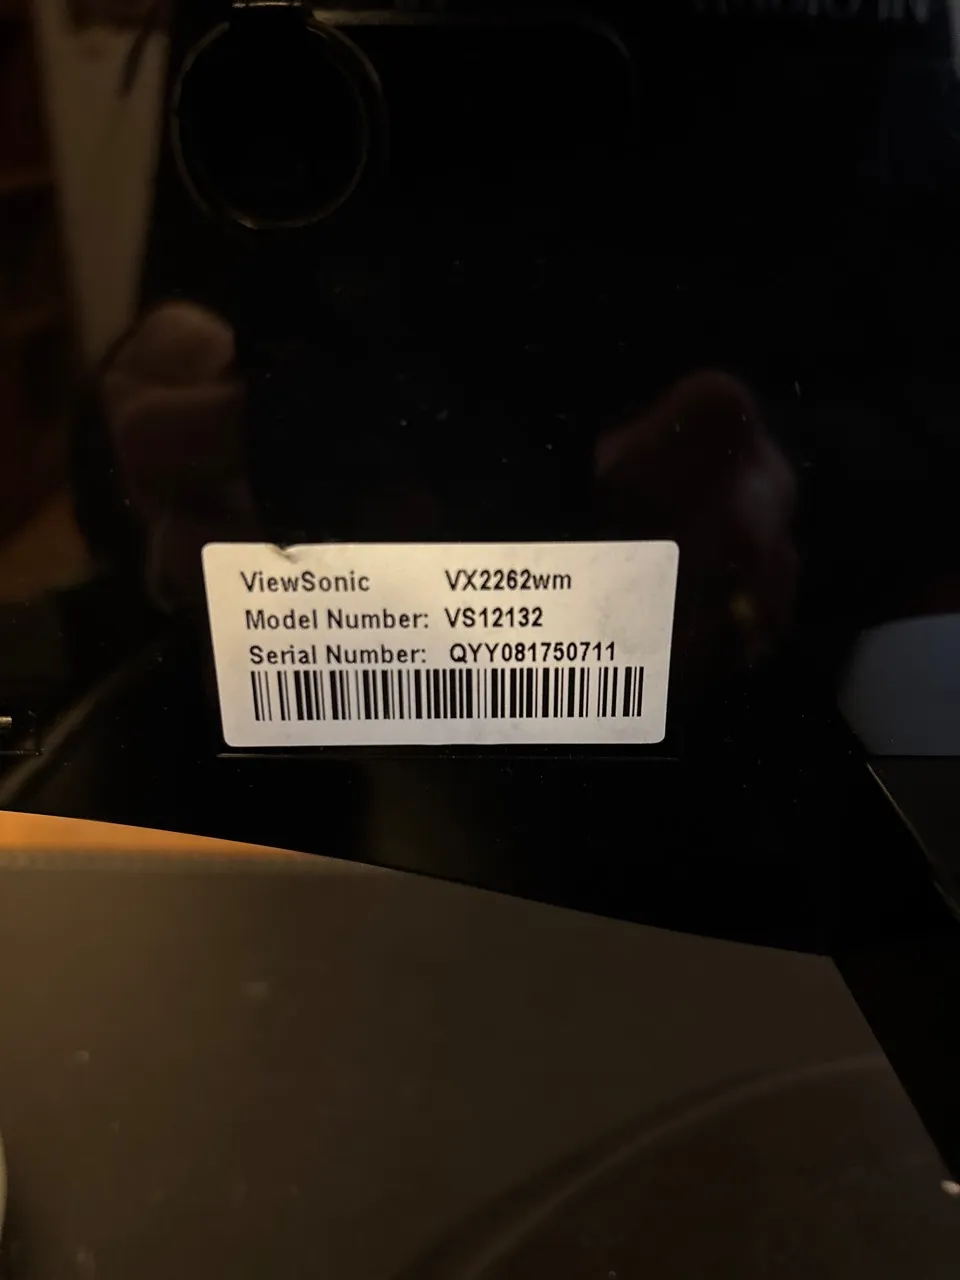 ViewSonic VX2262wm
Model Number: VS12132
Serial Number: QYY081750711